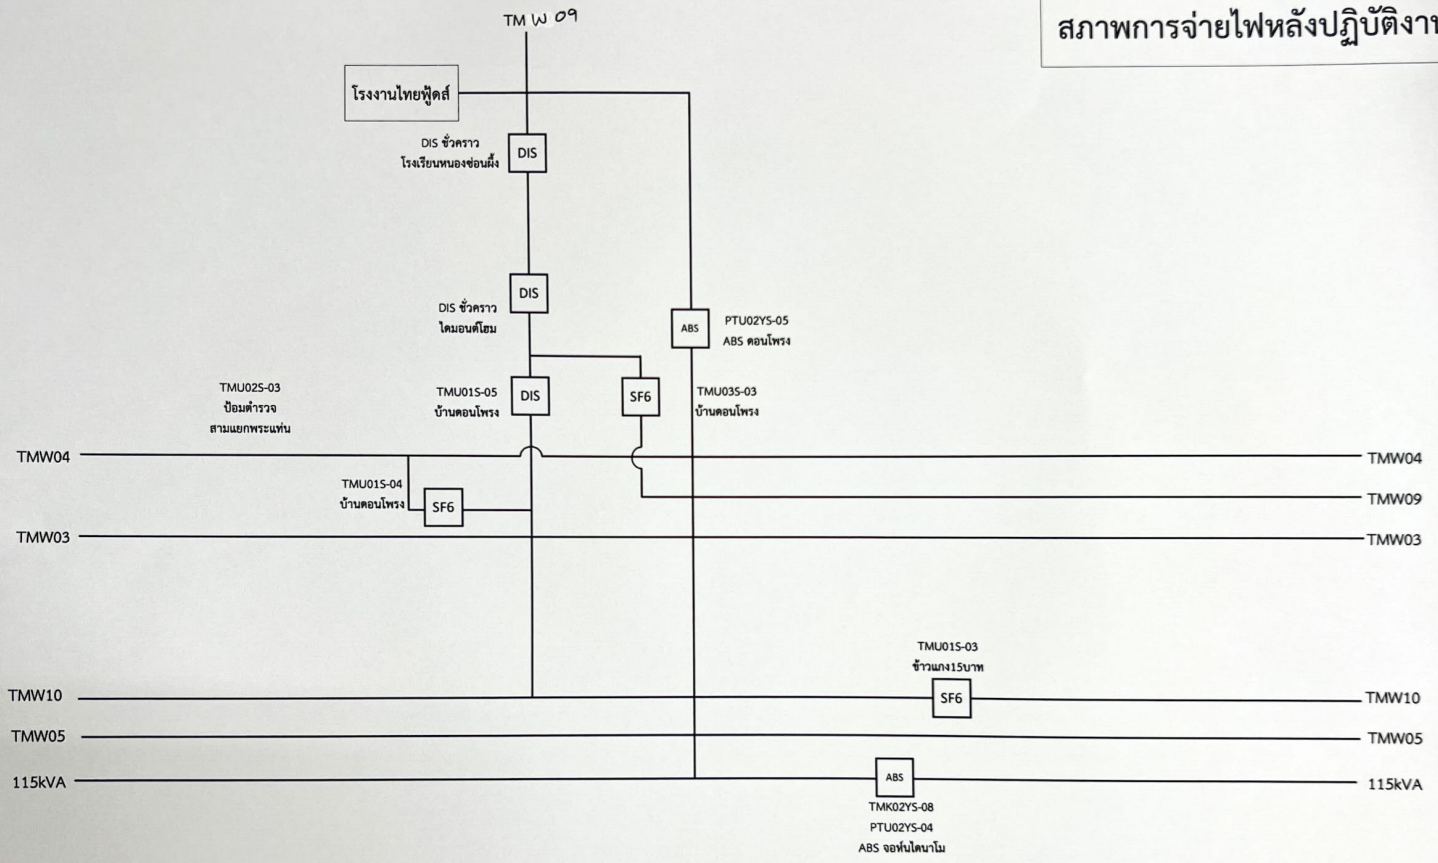 TMW09
สภาพการจ่ายไฟหลังปฏิบัติงาน
โรงงานไทยฟู้ดส์
DIS ชั่วคราว
โรงเรียนหนองซ่อนผึ้ง
DIS
DIS ชั่วคราว
ไดมอนด์โฮม
DIS
ABS
PTU02YS-05
ABS ดอนโพรง
TMU02S-03
ป้อมตำรวจ
สามแยกพระแท่น
TMU01S-05
บ้านดอนโพรง
DIS
SF6
TMU03S-03
บ้านดอนโพรง
TMW04
TMW04
TMU01S-04
บ้านดอนโพรง
SF6
TMW09
TMW03
TMW03
TMU01S-03
ข้าวแกง15บาท
TMW10
SF6
TMW10
TMW05
TMW05
115kVA
ABS
115kVA
TMK02YS-08
PTU02YS-04
ABS จอห์นไดนาโม